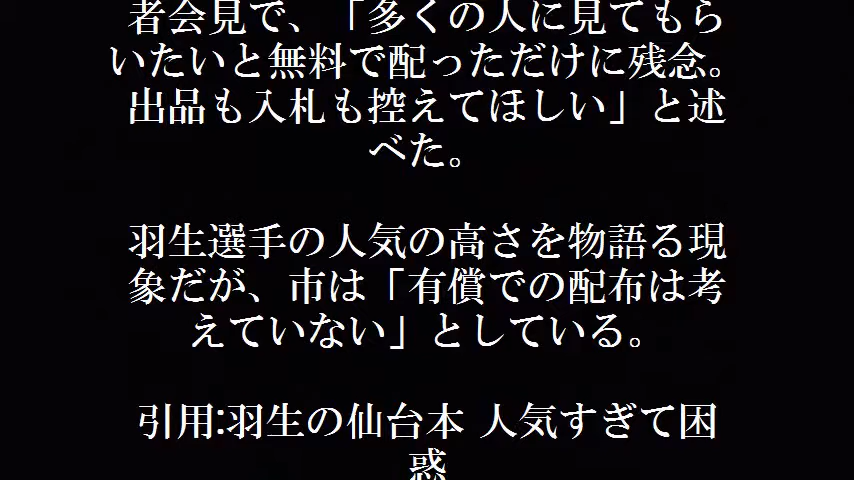 者会見で、「多くの人に見てもら
いたいと無料で配っただけに残念。
出品も入札も控えてほしい」と述
べた。
羽生選手の人気の高さを物語る現
象だが、市は「有償での配布は考
えていない」としている。
引用:羽生の仙台本 人気すぎて困
惑